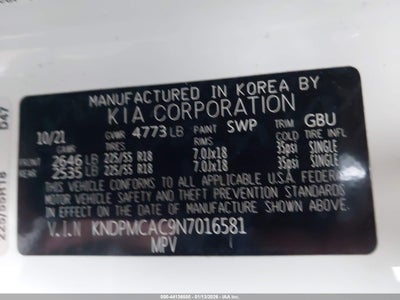 MANUFACTURED IN KOREA BY
KIA CORPORATION
10/21 GVWR 4773 LB PAINT SWP TRIM GBU
TIRES RIMS COLD TIRE INFL
FRONT 2646 LB 225/55 R18 7.0Jx18 35psi SINGLE
REAR 2535 LB 225/55 R18 7.0Jx18 35psi SINGLE
THIS VEHICLE CONFORMS TO ALL APPLICABLE U.S.A. FEDERAL
MOTOR VEHICLE SAFETY AND THEFT PREVENTION STANDARDS
IN EFFECT ON THE DATE OF MANUFACTURE SHOWN ABOVE.
V.I.N KNDPMCAC9N7016581
MPV
225/55R18 D47